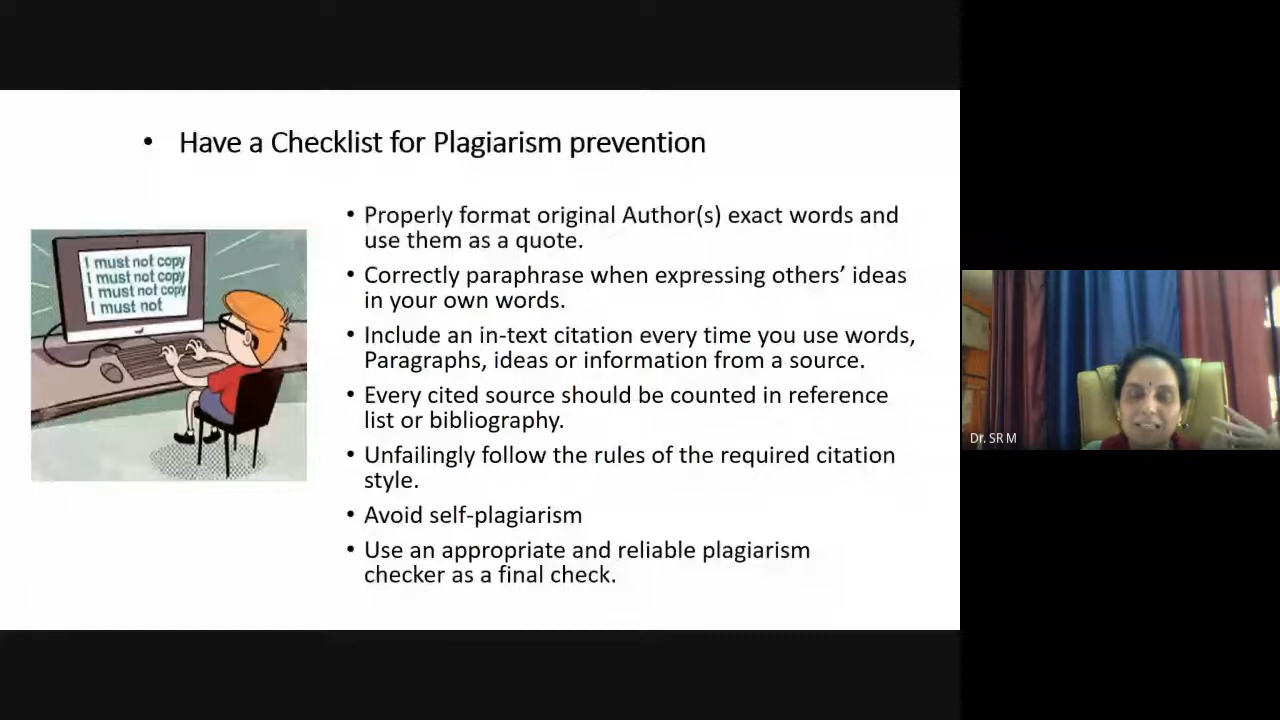 • Have a Checklist for Plagiarism prevention
I must not copy
I must not copy
I must not copy
I must not
• Properly format original Author(s) exact words and
use them as a quote.
• Correctly paraphrase when expressing others’ ideas
in your own words.
• Include an in-text citation every time you use words,
Paragraphs, ideas or information from a source.
• Every cited source should be counted in reference
list or bibliography.
• Unfailingly follow the rules of the required citation
style.
• Avoid self-plagiarism
• Use an appropriate and reliable plagiarism
checker as a final check.
Dr. SR M